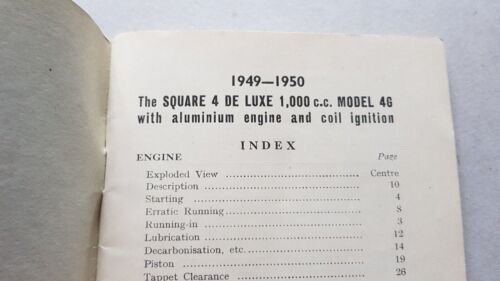 1949—1950
The SQUARE 4 DE LUXE 1,000 c.c. MODEL 4G
with aluminium engine and coil ignition
INDEX
ENGINE Page
Exploded View .................................... Centre
Description .......................................... 10
Starting .............................................. 4
Erratic Running.................................... 8
Running-in .......................................... 3
Lubrication .......................................... 12
Decarbonisation, etc. ........................... 14
Piston ................................................ 19
Tappet Clearance ................................. 26